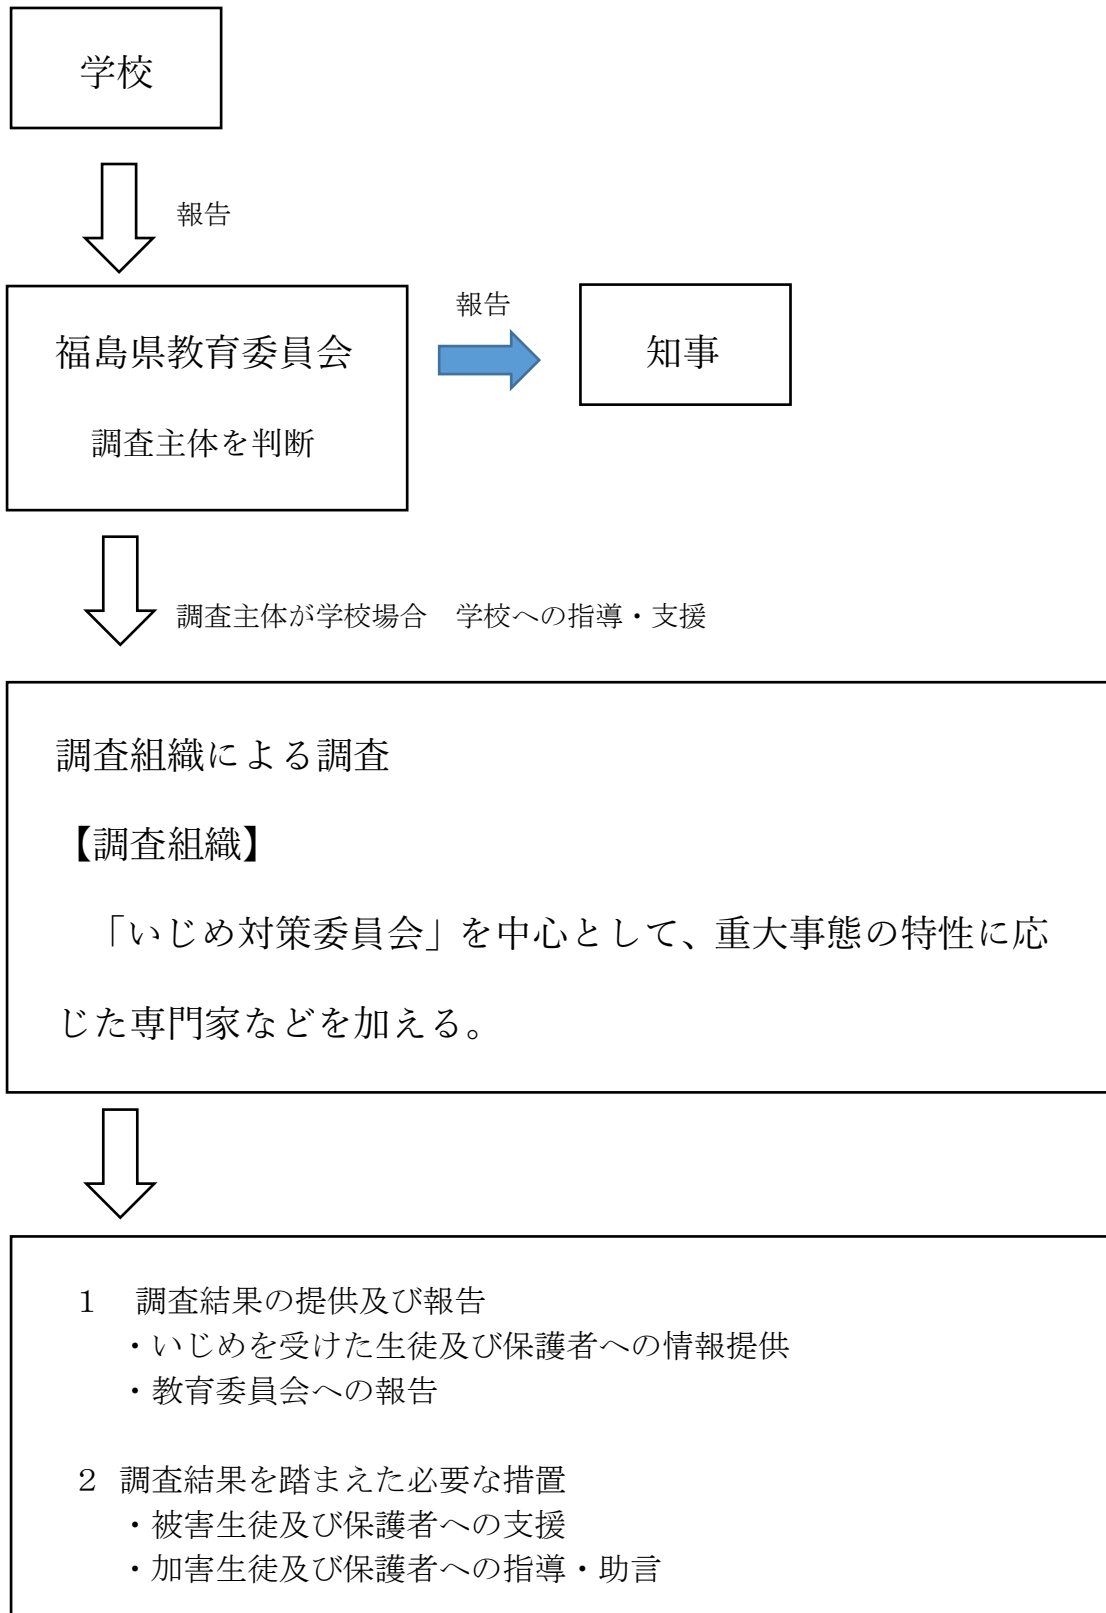 学校
報告
福島県教育委員会
報告
知事
調査主体を判断
調査主体が学校場合　学校への指導・支援
調査組織による調査
【調査組織】
「いじめ対策委員会」を中心として、重大事態の特性に応
じた専門家などを加える。
１　調査結果の提供及び報告
・いじめを受けた生徒及び保護者への情報提供
・教育委員会への報告
２ 調査結果を踏まえた必要な措置
・被害生徒及び保護者への支援
・加害生徒及び保護者への指導・助言